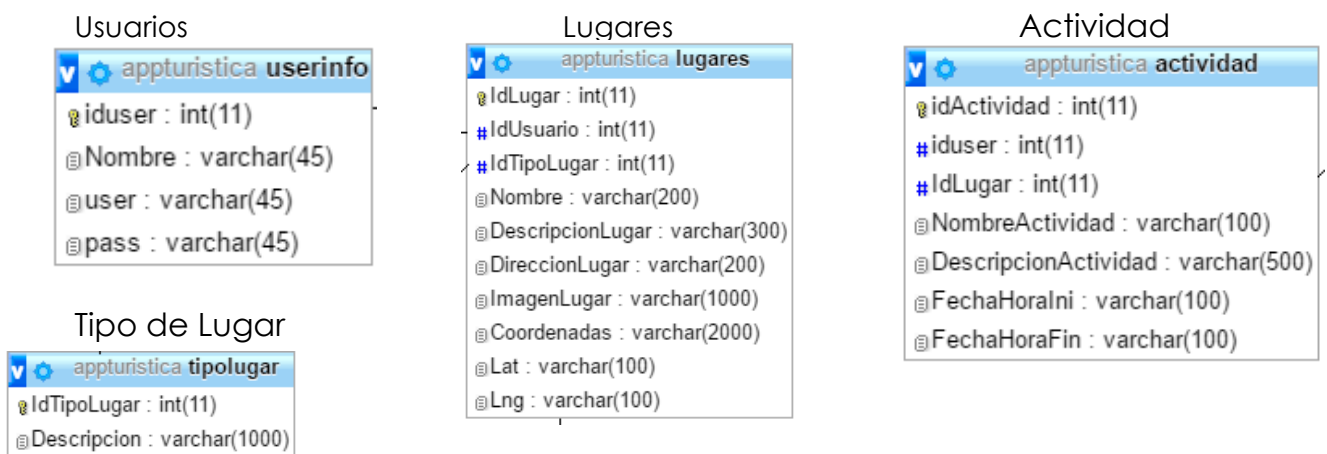 Usuarios
appturistica userinfo
iduser : int(11)
Nombre : varchar(45)
user : varchar(45)
pass : varchar(45)
Tipo de Lugar
appturistica tipolugar
IdTipoLugar : int(11)
Descripcion : varchar(1000)
Lugares
appturistica lugares
IdLugar : int(11)
# IdUsuario : int(11)
# IdTipoLugar : int(11)
Nombre : varchar(200)
DescripcionLugar : varchar(300)
DireccionLugar : varchar(200)
ImagenLugar : varchar(1000)
Coordenadas : varchar(2000)
Lat : varchar(100)
Lng : varchar(100)
Actividad
appturistica actividad
idActividad : int(11)
# iduser : int(11)
# IdLugar : int(11)
NombreActividad : varchar(100)
DescripcionActividad : varchar(500)
FechaHoraIni : varchar(100)
FechaHoraFin : varchar(100)